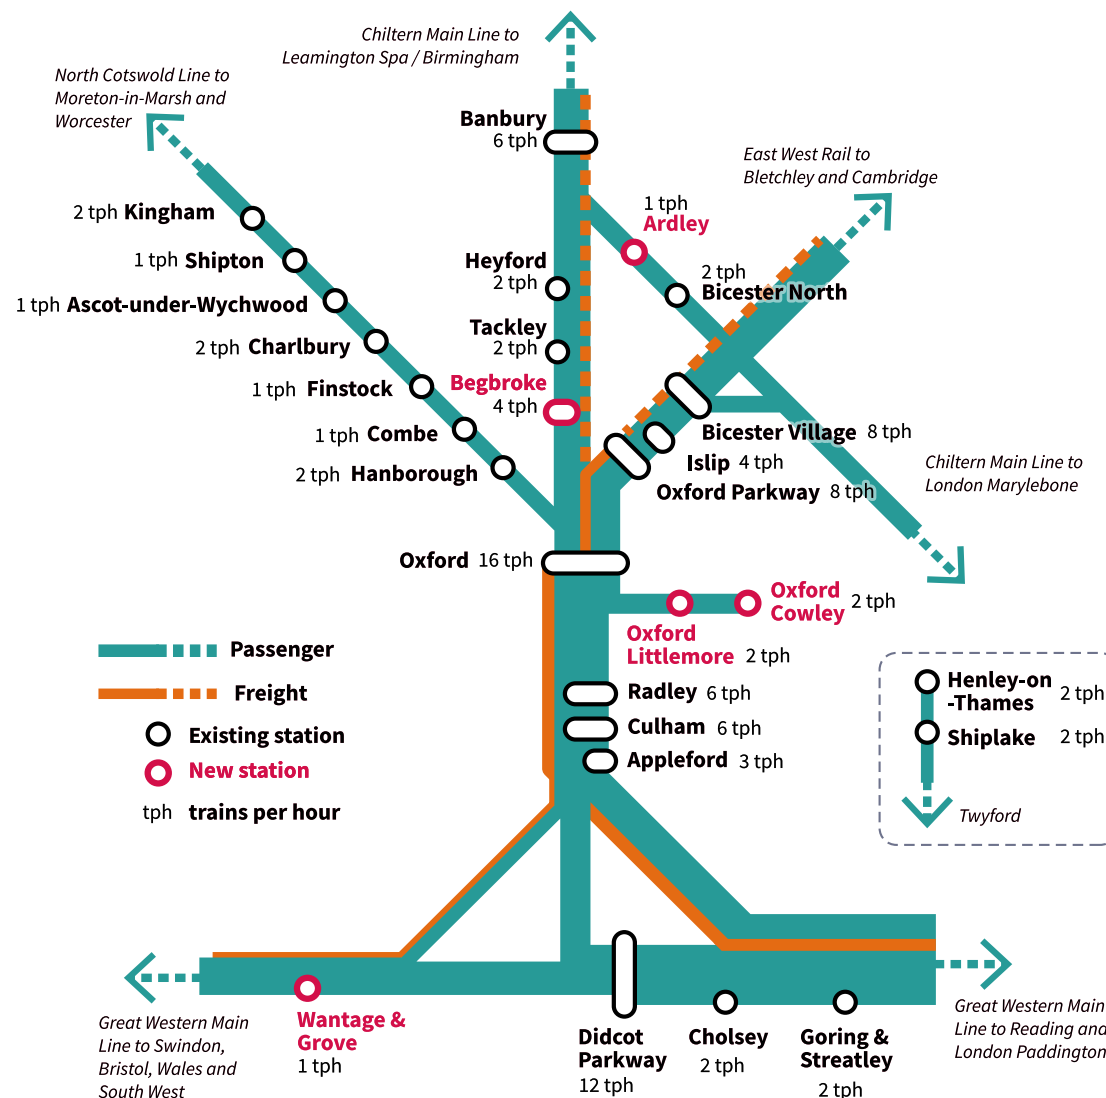 Chiltern Main Line to
Leamington Spa / Birmingham
North Cotswold Line to
Moreton-in-Marsh and
Worcester
Banbury
6 tph
East West Rail to
Bletchley and Cambridge
2 tph Kingham
1 tph
Ardley
1 tph Shipton
Heyford
2 tph
2 tph
Bicester North
1 tph Ascot-under-Wychwood
Tackley
2 tph
2 tph Charlbury
Begbroke
4 tph
1 tph Finstock
1 tph Combe
Bicester Village 8 tph
Islip 4 tph
2 tph Hanborough
Oxford Parkway 8 tph
Chiltern Main Line to
London Marylebone
Oxford 16 tph
Oxford
Cowley 2 tph
Oxford
Littlemore 2 tph
Passenger
Freight
Existing station
New station
tph trains per hour
Radley 6 tph
Culham 6 tph
Appleford 3 tph
Henley-on
-Thames 2 tph
Shiplake 2 tph
Twyford
Great Western Main
Line to Swindon,
Bristol, Wales and
South West
Wantage &
Grove
1 tph
Didcot
Parkway
12 tph
Cholsey
2 tph
Goring &
Streatley
2 tph
Great Western Main
Line to Reading and
London Paddington